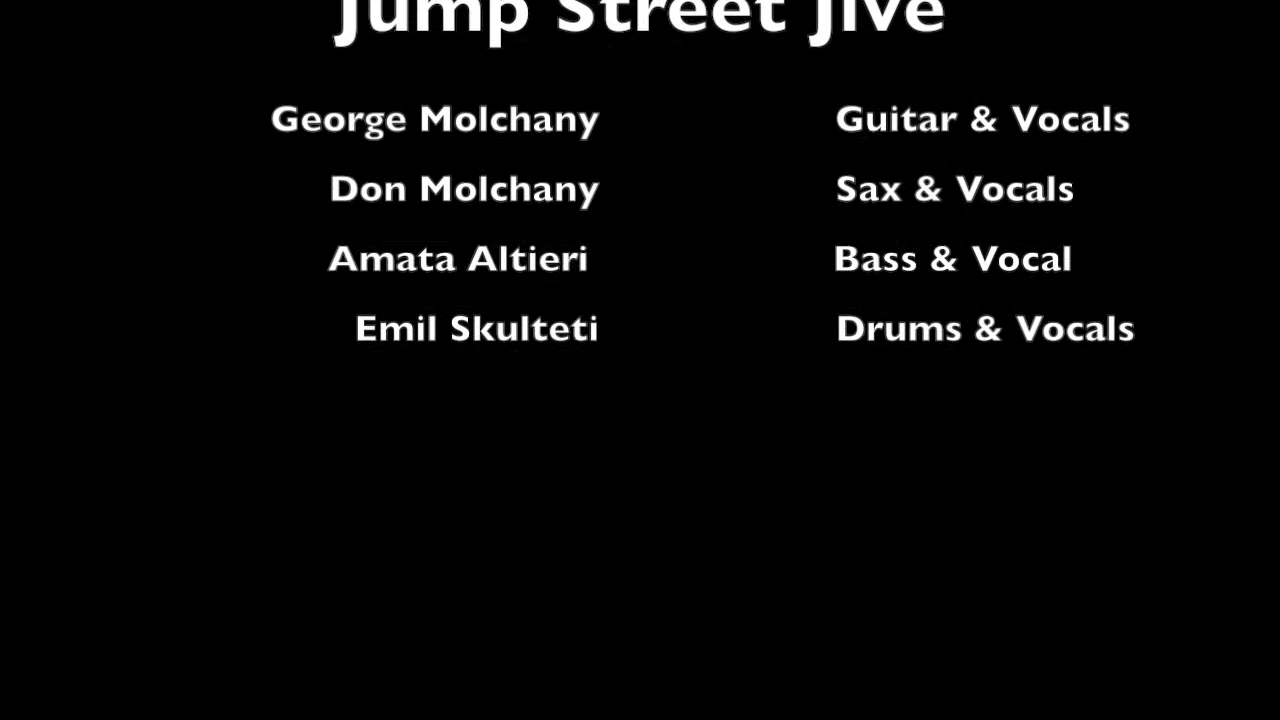 Jump Street Jive
George Molchany Guitar & Vocals
Don Molchany Sax & Vocals
Amata Altieri Bass & Vocal
Emil Skulteti Drums & Vocals